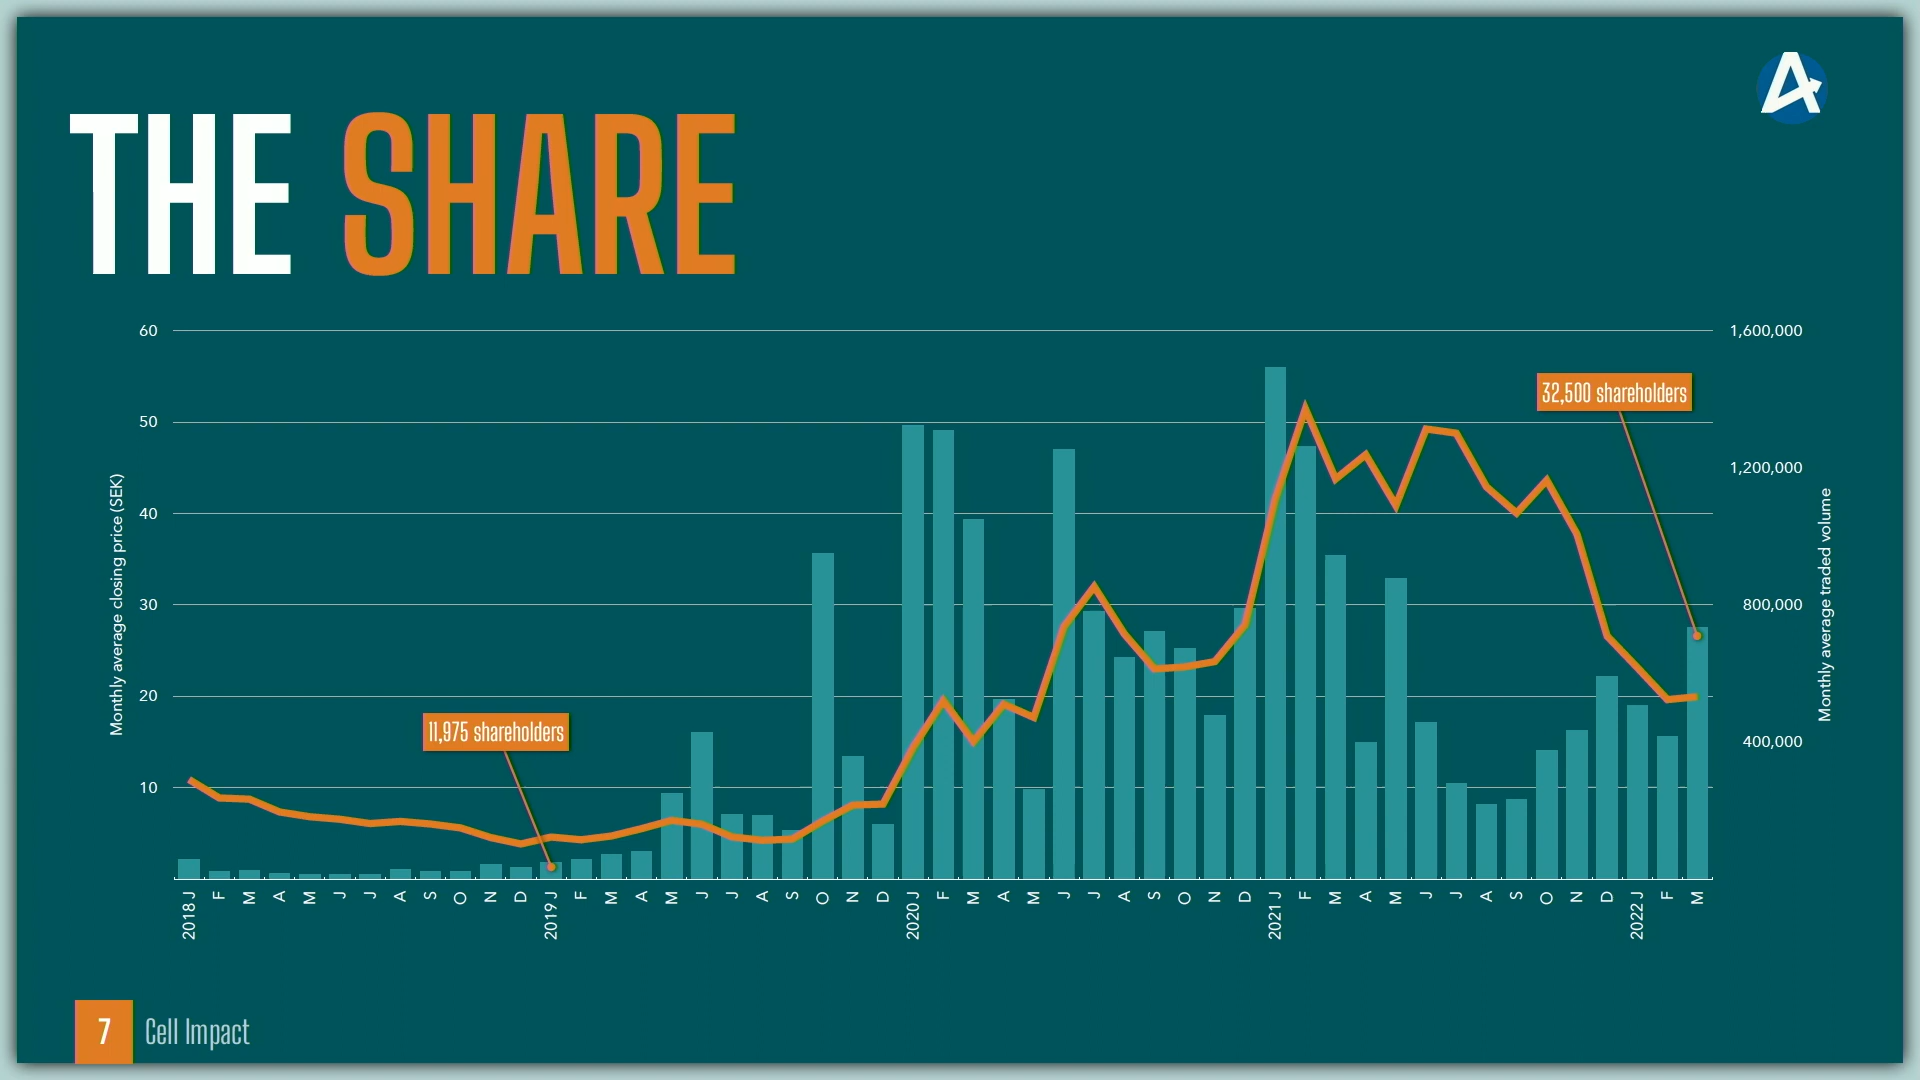 THE SHARE
60
50
40
30
20
10
Monthly average closing price (SEK)
1,600,000
1,200,000
800,000
400,000
Monthly average traded volume
32,500 shareholders
11,975 shareholders
2018 J F M A M J J A S O N D 2019 J F M A M J J A S O N D 2020 J F M A M J J A S O N D 2021 J F M A M J J A S O N D 2022 J F M
7 Cell Impact